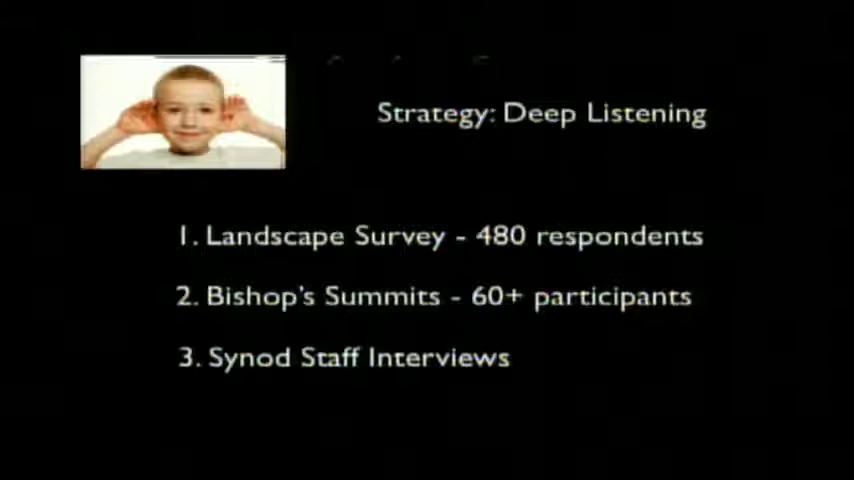 Strategy: Deep Listening
1. Landscape Survey - 480 respondents
2. Bishop's Summits - 60+ participants
3. Synod Staff Interviews